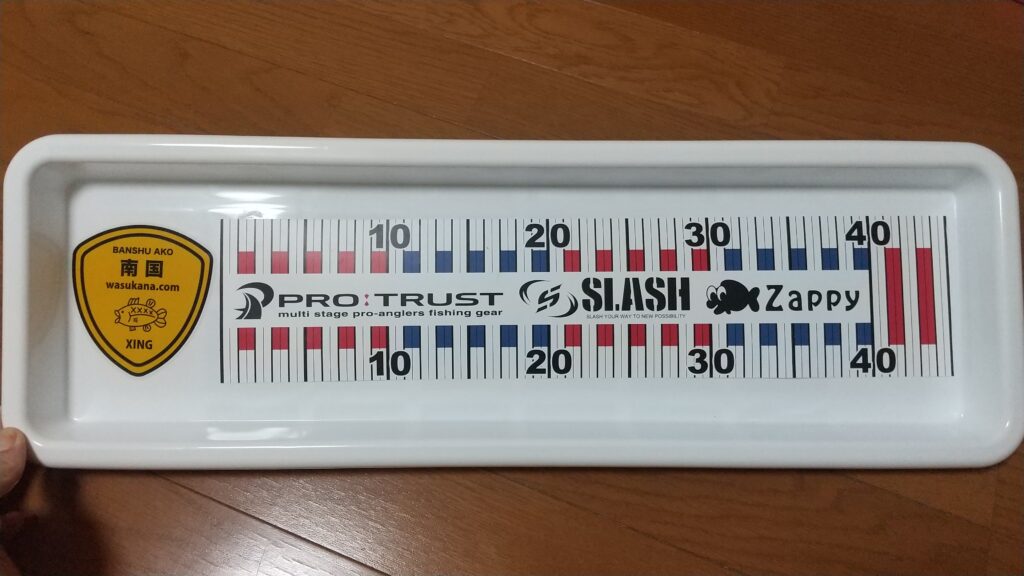 BANSHU AKO
南国
wasukana.com
XXXX
XING
10 20 30 40
PRO:TRUST
multi stage pro-anglers fishing gear
SLASH
SLASH YOUR WAY TO NEW POSSIBILITY
Zappy
10 20 30 40